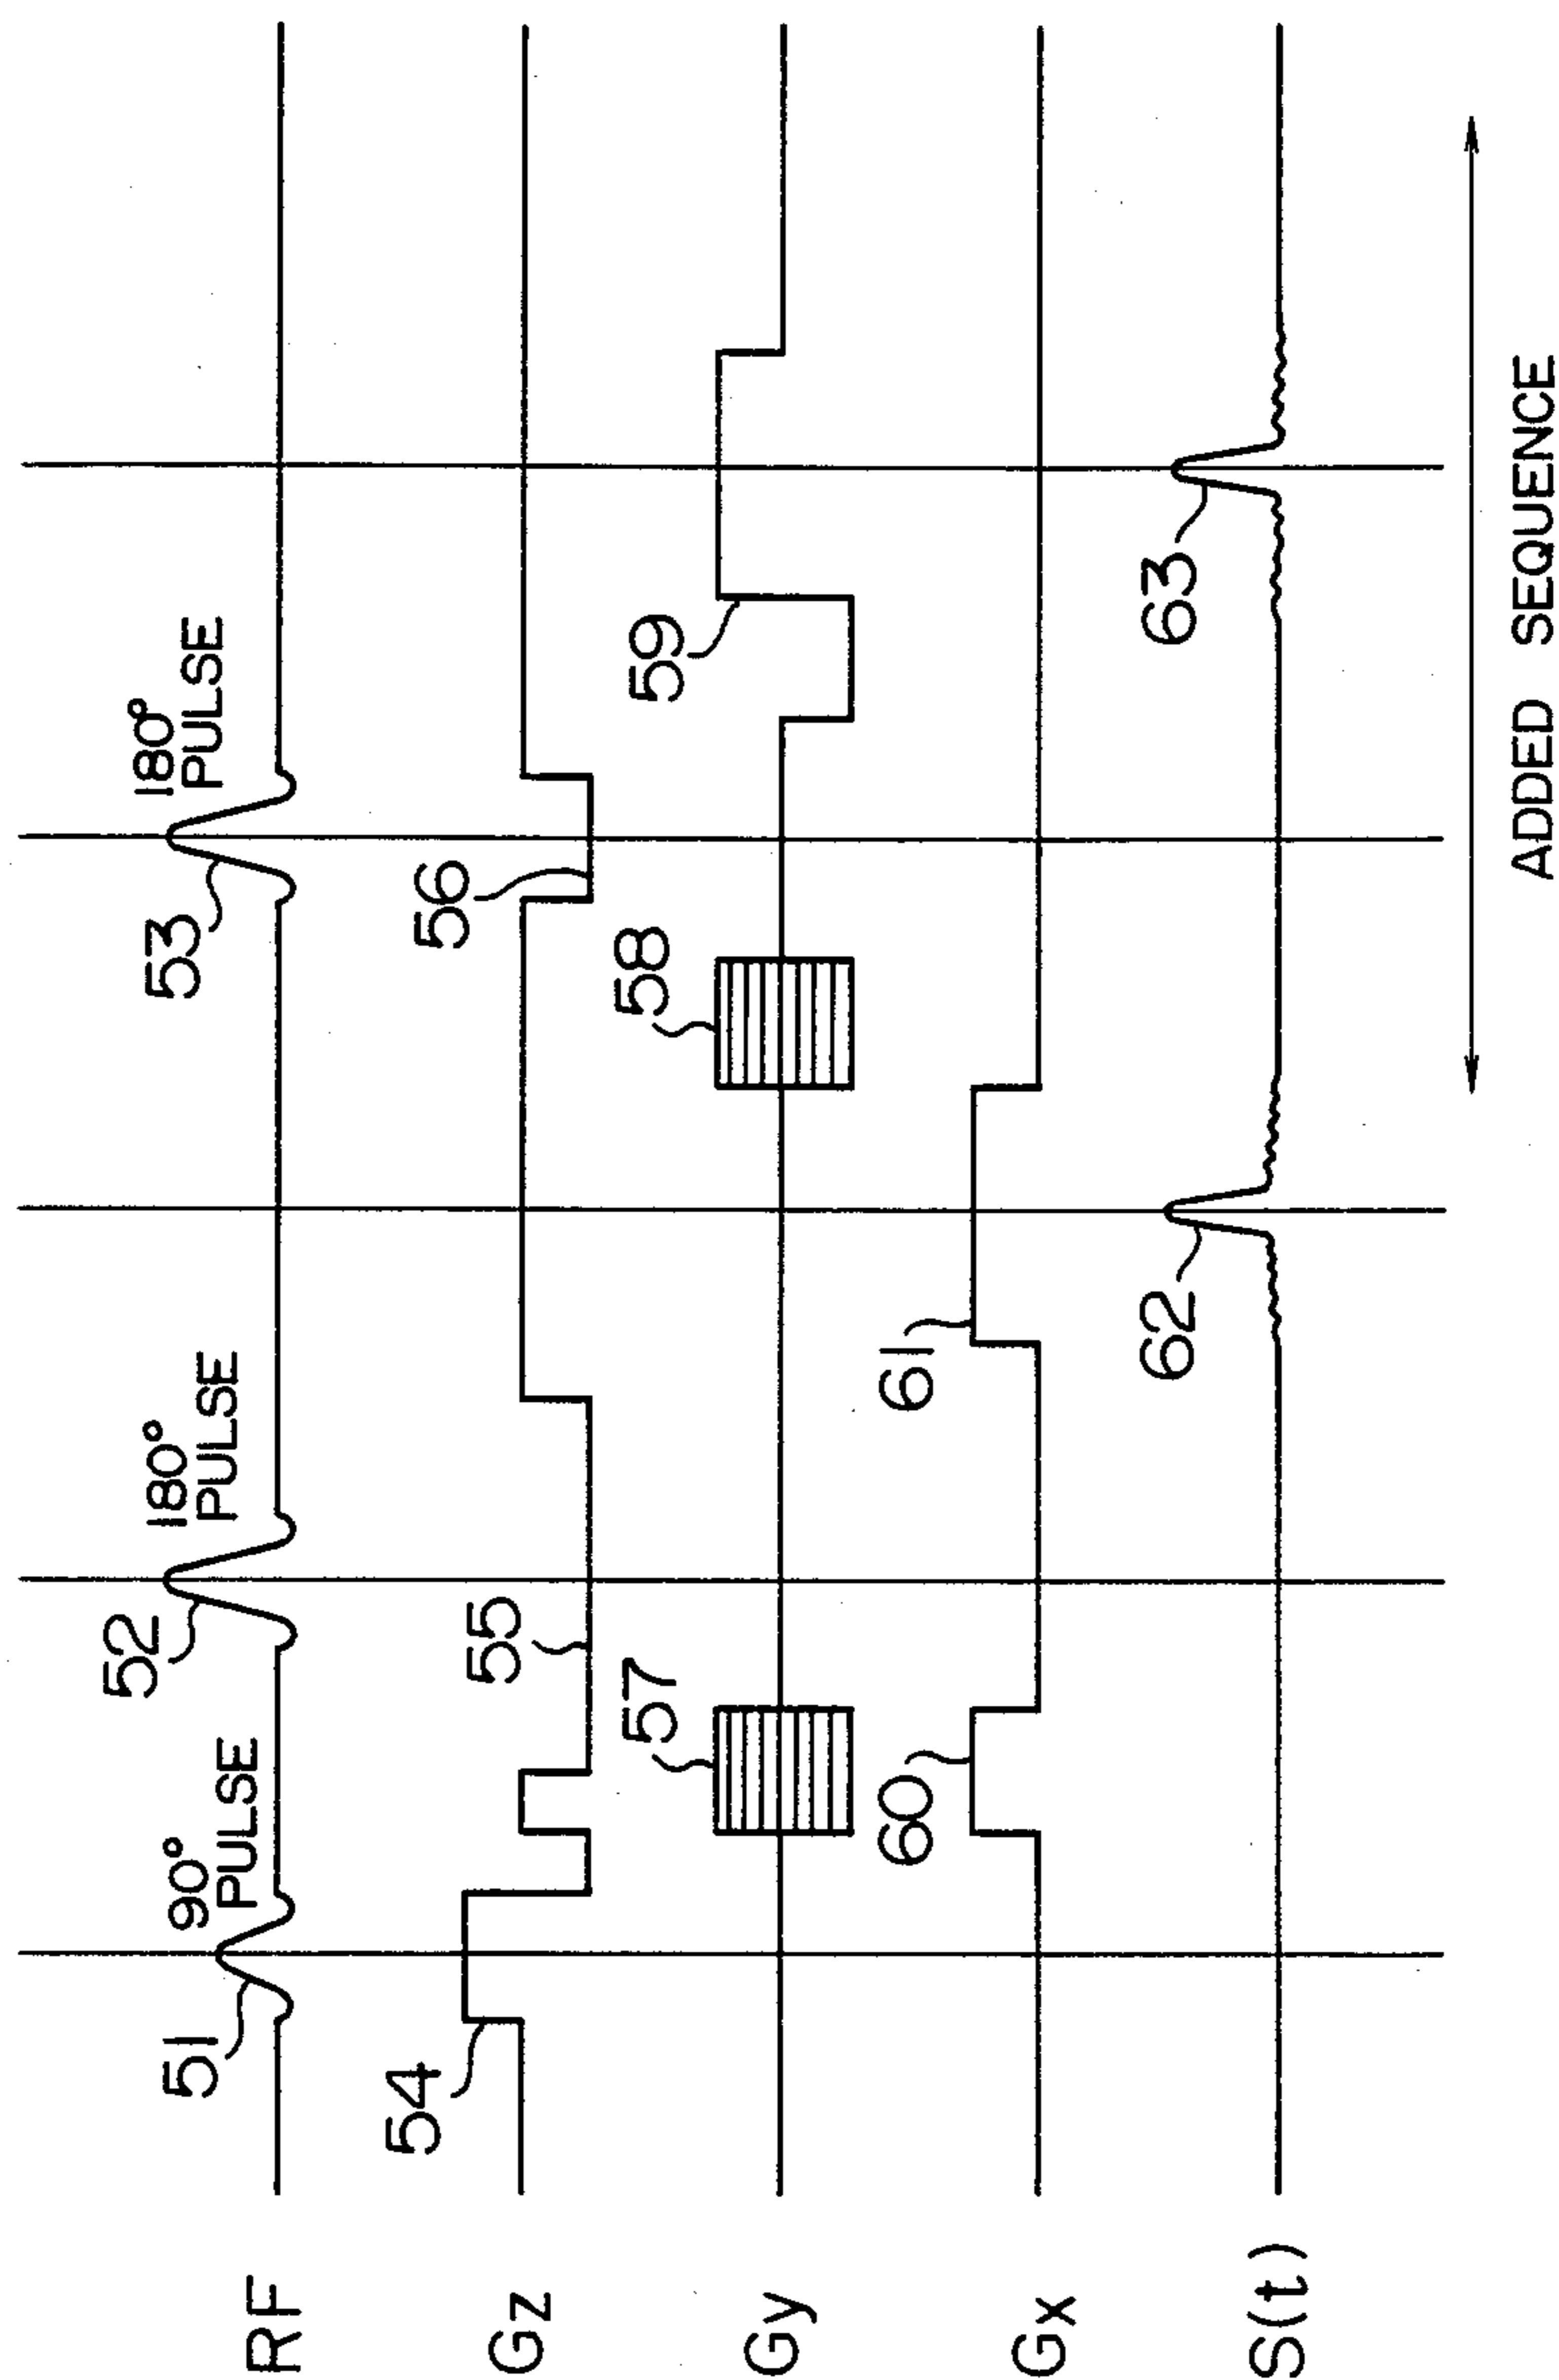 RF
51
90°
PULSE
52
180°
PULSE
53
180°
PULSE
Gz
54
55
56
Gy
57
58
59
Gx
60
61
S(t)
62
63
ADDED SEQUENCE